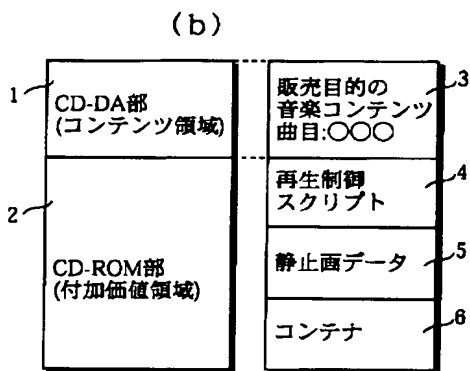 (b)
1
CD-DA部
(コンテンツ領域)
2
CD-ROM部
(付加価値領域)
販売目的の
音楽コンテンツ
曲目:○○○
3
再生制御
スクリプト
4
静止画データ
5
コンテナ
6